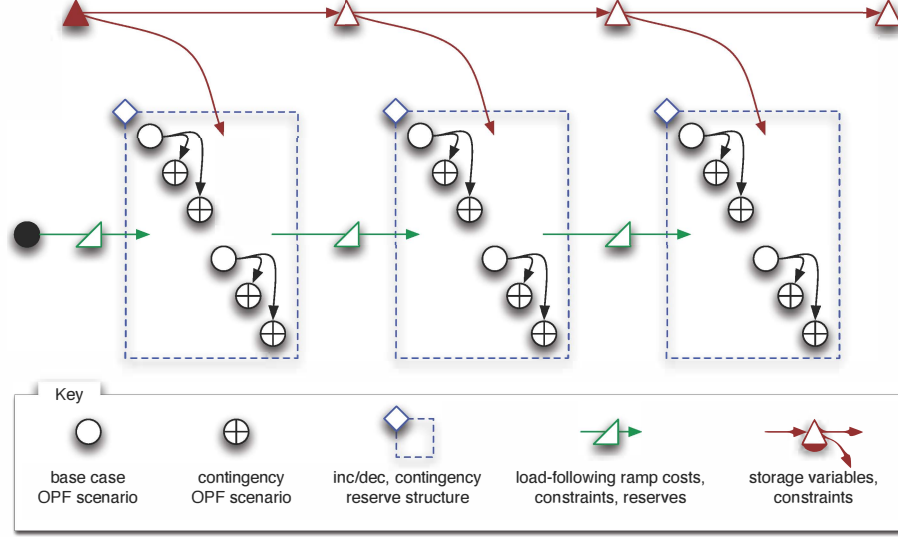 Key
base case
OPF scenario
contingency
OPF scenario
inc/dec, contingency
reserve structure
load-following ramp costs,
constraints, reserves
storage variables,
constraints